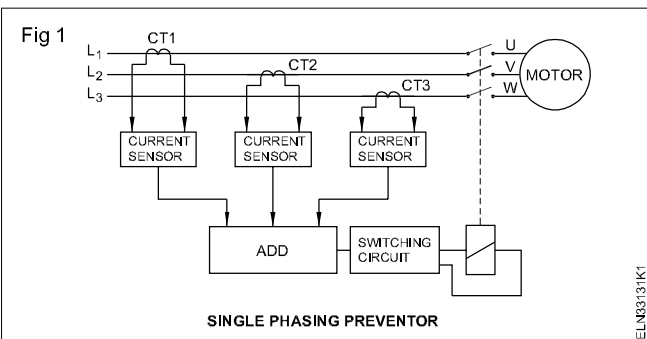 Fig 1
CT1
L1
U
L2
CT2
V
MOTOR
L3
CT3
W
CURRENT
SENSOR
CURRENT
SENSOR
CURRENT
SENSOR
ADD
SWITCHING
CIRCUIT
SINGLE PHASING PREVENTOR
ELN33131K1